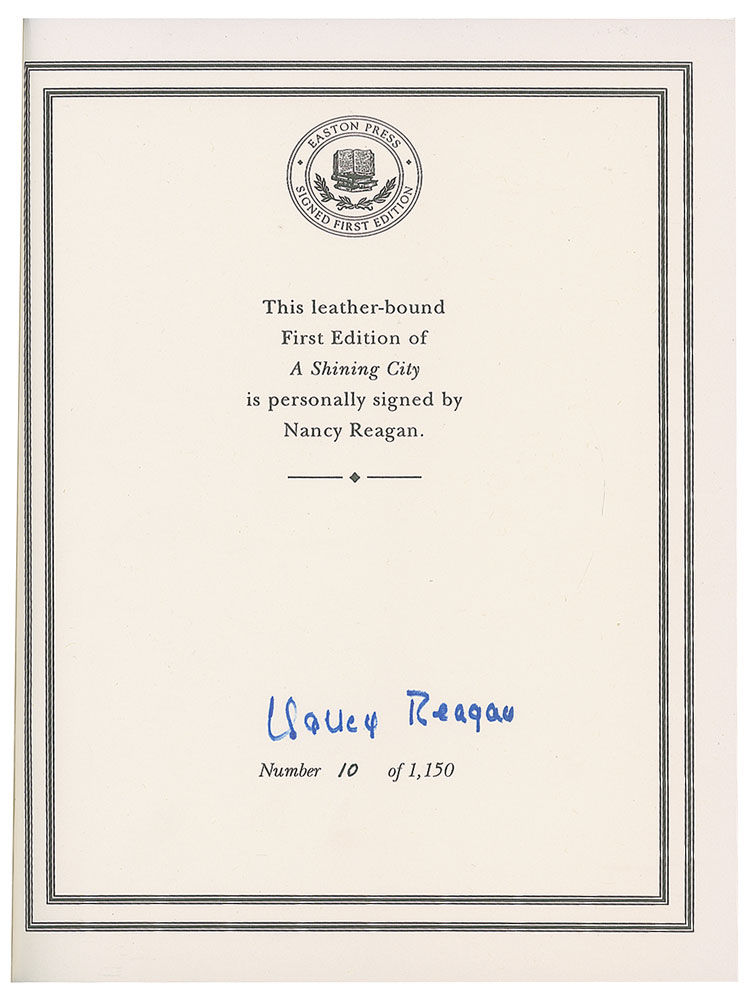 EASTON PRESS
SIGNED FIRST EDITION
This leather-bound
First Edition of
A Shining City
is personally signed by
Nancy Reagan.
Nancy Reagan
Number 10 of 1,150